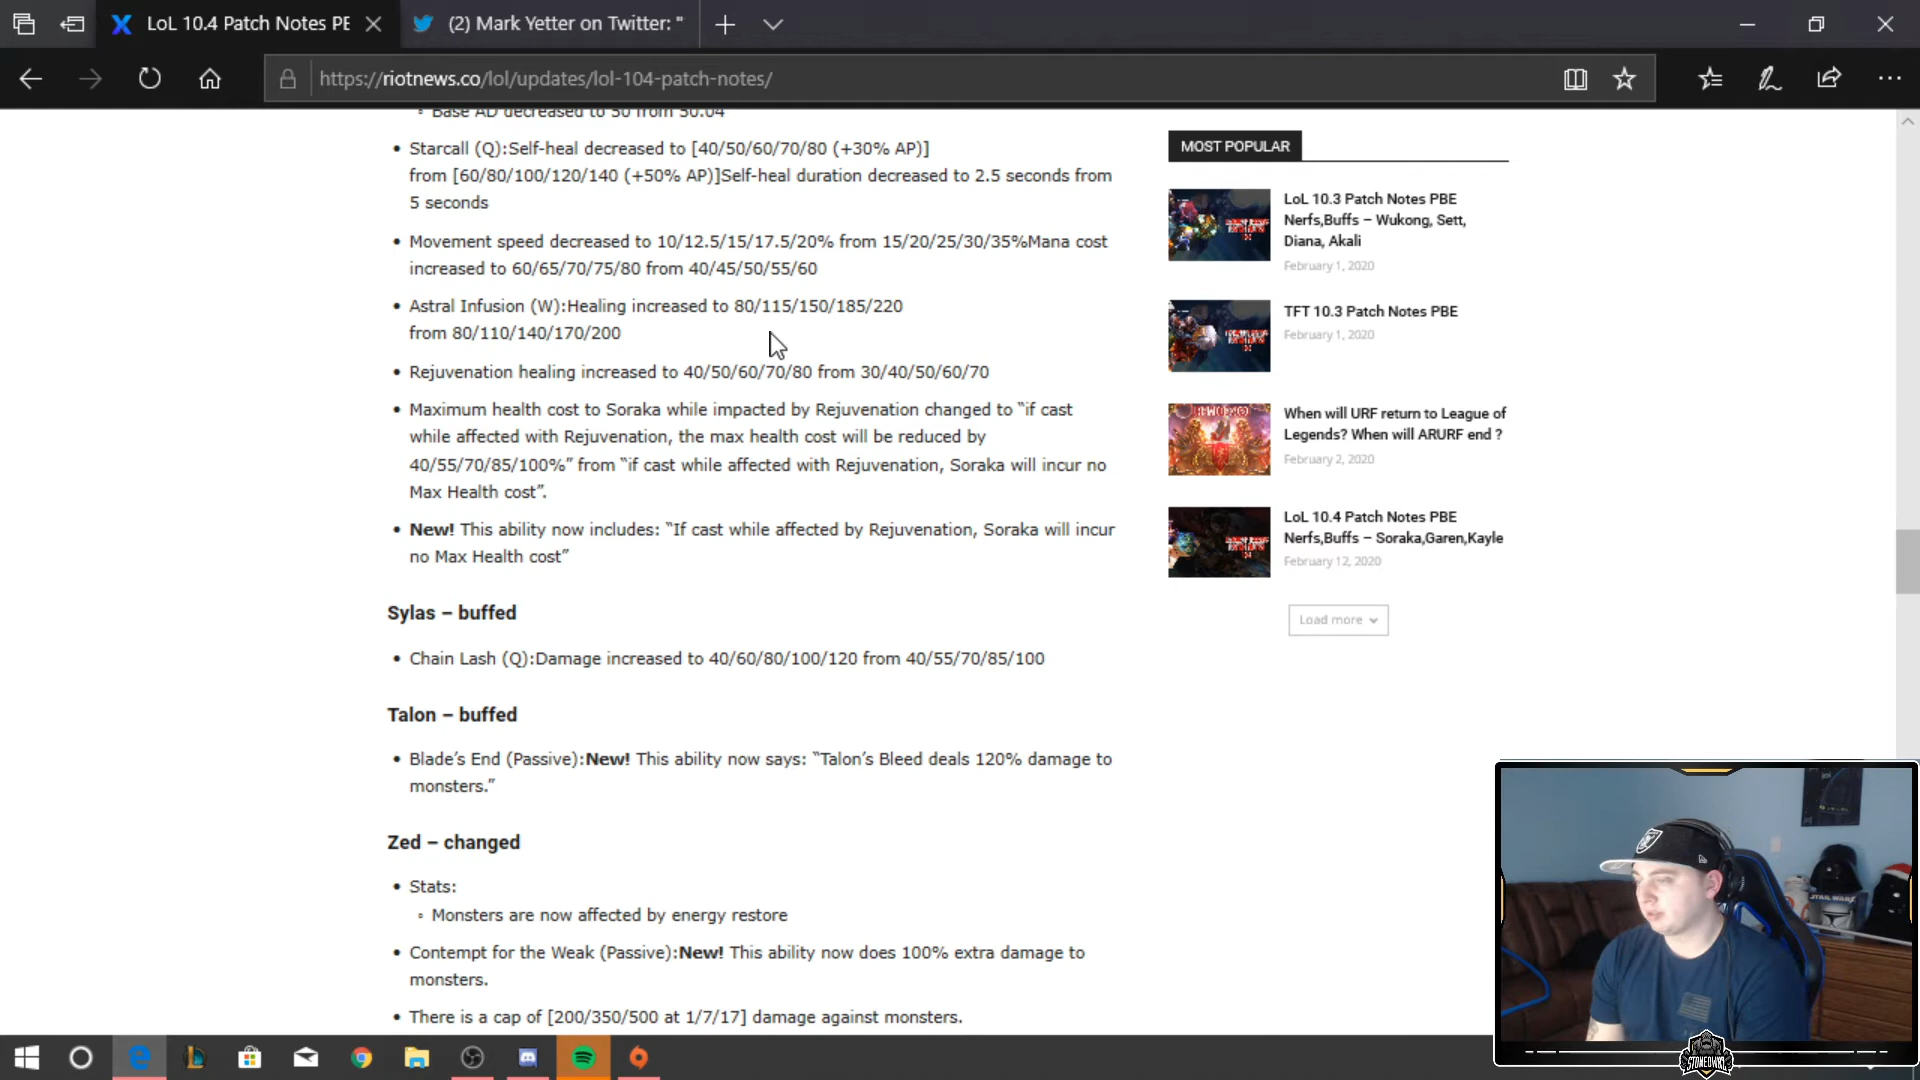 LoL 10.4 Patch Notes PE
(2) Mark Yetter on Twitter: "
https://riotnews.co/lol/updates/lol-104-patch-notes/
◦ Base AD decreased to 50 from 50.04
• Starcall (Q):Self-heal decreased to [40/50/60/70/80 (+30% AP)]
from [60/80/100/120/140 (+50% AP)]Self-heal duration decreased to 2.5 seconds from
5 seconds
• Movement speed decreased to 10/12.5/15/17.5/20% from 15/20/25/30/35%Mana cost
increased to 60/65/70/75/80 from 40/45/50/55/60
• Astral Infusion (W):Healing increased to 80/115/150/185/220
from 80/110/140/170/200
• Rejuvenation healing increased to 40/50/60/70/80 from 30/40/50/60/70
• Maximum health cost to Soraka while impacted by Rejuvenation changed to “if cast
while affected with Rejuvenation, the max health cost will be reduced by
40/55/70/85/100%” from “if cast while affected with Rejuvenation, Soraka will incur no
Max Health cost”.
• New! This ability now includes: “If cast while affected by Rejuvenation, Soraka will incur
no Max Health cost”
Sylas – buffed
• Chain Lash (Q):Damage increased to 40/60/80/100/120 from 40/55/70/85/100
Talon – buffed
• Blade’s End (Passive):New! This ability now says: “Talon’s Bleed deals 120% damage to
monsters.”
Zed – changed
• Stats:
◦ Monsters are now affected by energy restore
• Contempt for the Weak (Passive):New! This ability now does 100% extra damage to
monsters.
• There is a cap of [200/350/500 at 1/7/17] damage against monsters.
MOST POPULAR
LoL 10.3 Patch Notes PBE
Nerfs,Buffs – Wukong, Sett,
Diana, Akali
February 1, 2020
TFT 10.3 Patch Notes PBE
February 1, 2020
When will URF return to League of
Legends? When will ARURF end ?
February 2, 2020
LoL 10.4 Patch Notes PBE
Nerfs,Buffs – Soraka,Garen,Kayle
February 12, 2020
Load more
STAR WARS
STONEOWXL